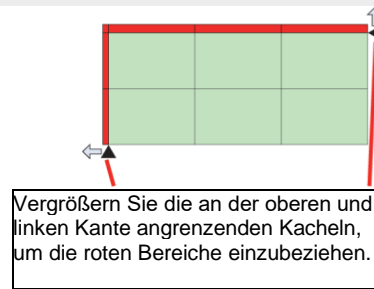 Vergrößern Sie die an der oberen und
linken Kante angrenzenden Kacheln,
um die roten Bereiche einzubeziehen.